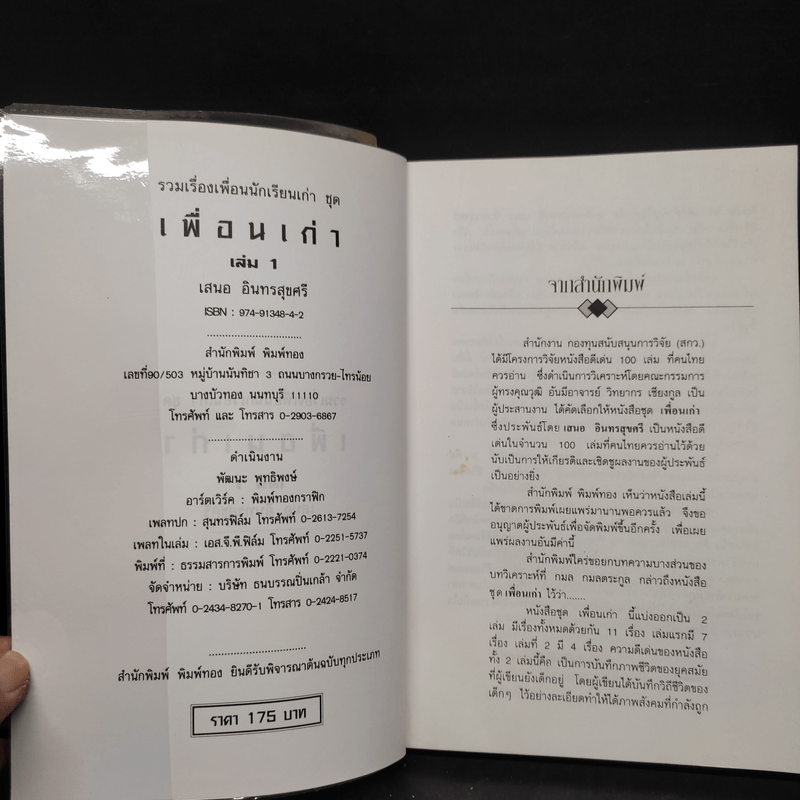 รวมเรื่องเพื่อนนักเรียนเก่า ชุด
เพื่อนเก่า
เล่ม 1
เสนอ อินทรสุขศรี
ISBN : 974-91348-4-2
สำนักพิมพ์ พิมพ์ทอง
เลขที่90/503 หมู่บ้านนันทิชา 3 ถนนบางกรวย-ไทรน้อย
บางบัวทอง นนทบุรี 11110
โทรศัพท์ และ โทรสาร 0-2903-6867
ดำเนินงาน
พัฒนะ พุทธิพงษ์
อาร์ตเวิร์ค : พิมพ์ทองกราฟิก
เพลทปก : สุนทรฟิล์ม โทรศัพท์ 0-2613-7254
เพลทในเล่ม : เอส.จี.พี.ฟิล์ม โทรศัพท์ 0-2251-5737
พิมพ์ที่ : ธรรมสารการพิมพ์ โทรศัพท์ 0-2221-0374
จัดจำหน่าย : บริษัท ธนบรรณปิ่นเกล้า จำกัด
โทรศัพท์ 0-2434-8270-1 โทรสาร 0-2424-8517
สำนักพิมพ์ พิมพ์ทอง ยินดีรับพิจารณาต้นฉบับทุกประเภท
ราคา 175 บาท
จากสำนักพิมพ์
สำนักงาน กองทุนสนับสนุนการวิจัย (สกว.)
ได้มีโครงการวิจัยหนังสือดีเด่น 100 เล่ม ที่คนไทย
ควรอ่าน ซึ่งดำเนินการวิเคราะห์โดยคณะกรรมการ
ผู้ทรงคุณวุฒิ อันมีอาจารย์ วิทยากร เชียงกูล เป็น
ผู้ประสานงาน ได้คัดเลือกให้หนังสือชุด เพื่อนเก่า
ซึ่งประพันธ์โดย เสนอ อินทรสุขศรี เป็นหนังสือดี
เด่นในจำนวน 100 เล่มที่คนไทยควรอ่านไว้ด้วย
นับเป็นการให้เกียรติและเชิดชูผลงานของผู้ประพันธ์
เป็นอย่างยิ่ง
สำนักพิมพ์ พิมพ์ทอง เห็นว่าหนังสือเล่มนี้
ได้ขาดการพิมพ์เผยแพร่มานานพอควรแล้ว จึงขอ
อนุญาตผู้ประพันธ์เพื่อจัดพิมพ์ขึ้นอีกครั้ง เพื่อเผย
แพร่ผลงานอันมีค่านี้
สำนักพิมพ์ใคร่ขอยกบทความบางส่วนของ
บทวิเคราะห์ที่ กมล กมลตระกูล กล่าวถึงหนังสือ
ชุด เพื่อนเก่า ไว้ว่า.......
หนังสือชุด เพื่อนเก่า นี้แบ่งออกเป็น 2
เล่ม มีเรื่องทั้งหมดด้วยกัน 11 เรื่อง เล่มแรกมี 7
เรื่อง เล่มที่ 2 มี 4 เรื่อง ความดีเด่นของหนังสือ
ทั้ง 2 เล่มนี้คือ เป็นการบันทึกภาพชีวิตของยุคสมัย
ที่ผู้เขียนยังเด็กอยู่ โดยผู้เขียนได้บันทึกวิถีชีวิตของ
เด็กๆ ไว้อย่างละเอียดทำให้ได้ภาพสังคมที่กำลังถูก